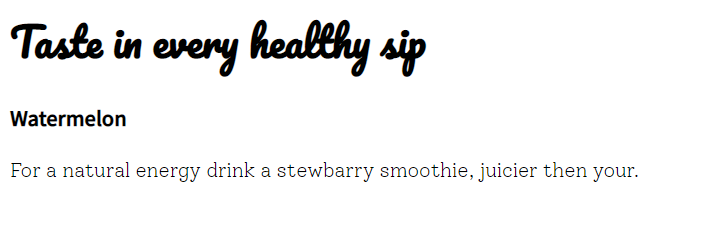 Taste in every healthy sip
Watermelon
For a natural energy drink a stewbarry smoothie, juicier then your.